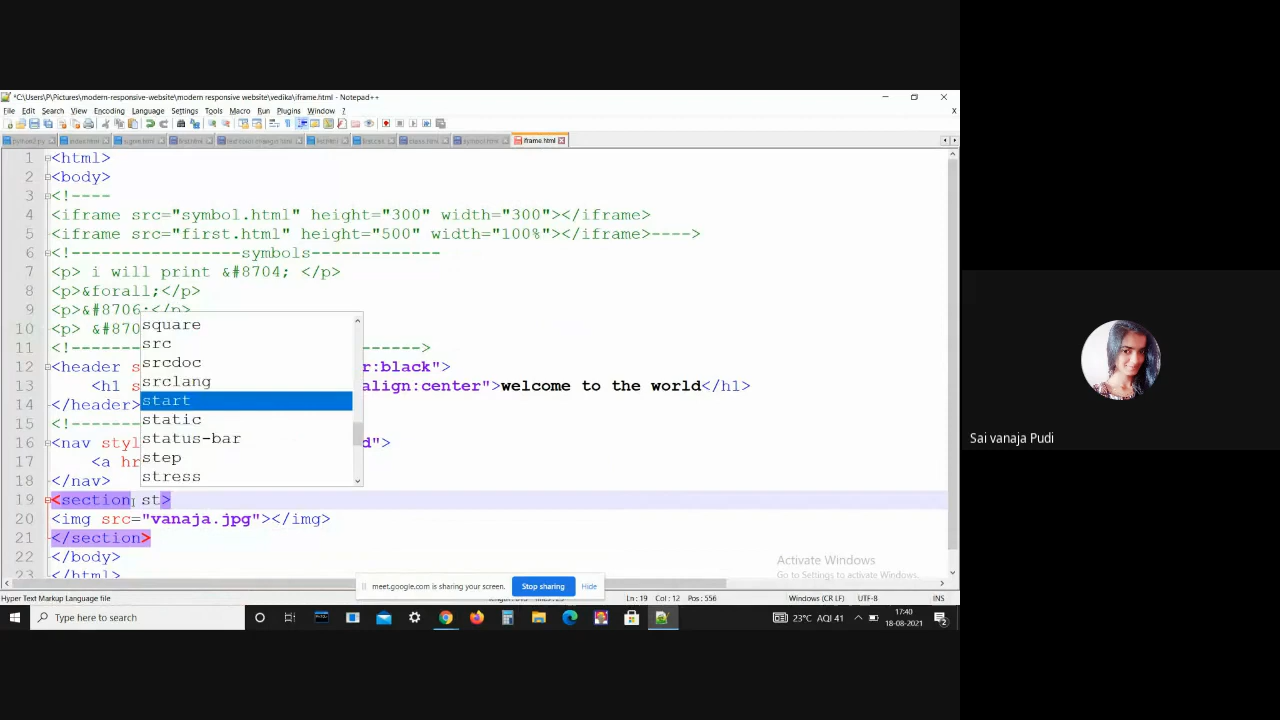 *C:\Users\P\Pictures\modern-responsive-website\modern responsive website\vedika\iframe.html - Notepad++
File Edit Search View Encoding Language Settings Tools Macro Run Plugins Window ?
iframe.html
1 <html>
2 <body>
3 <!----
4 <iframe src="symbol.html" height="300" width="300"></iframe>
5 <iframe src="first.html" height="500" width="100%"></iframe>---->
6 <!-----------------symbols-------------
7 <p> i will print &#8704; </p>
8 <p>&forall;</p>
9 <p>&#8706;</p>
10 <p> &#870
square
src
11 <!------- ------>
srcdoc
12 <header s r:black">
srclang
13 <h1 s align:center">welcome to the world</h1>
start
14 </header>
static
15 <!-------
status-bar
16 <nav styl d">
step
17 <a hr
stress
18 </nav>
19 <section st>
20 <img src="vanaja.jpg"></img>
21 </section>
22 </body>
23 </html>
Activate Windows
Go to Settings to activate Windows.
meet.google.com is sharing your screen. Stop sharing Hide
Hyper Text Markup Language file Ln:19 Col:12 Pos:556 Windows (CR LF) UTF-8 INS
Type here to search 23°C AQI 41 17:40
18-08-2021 2
Sai vanaja Pudi